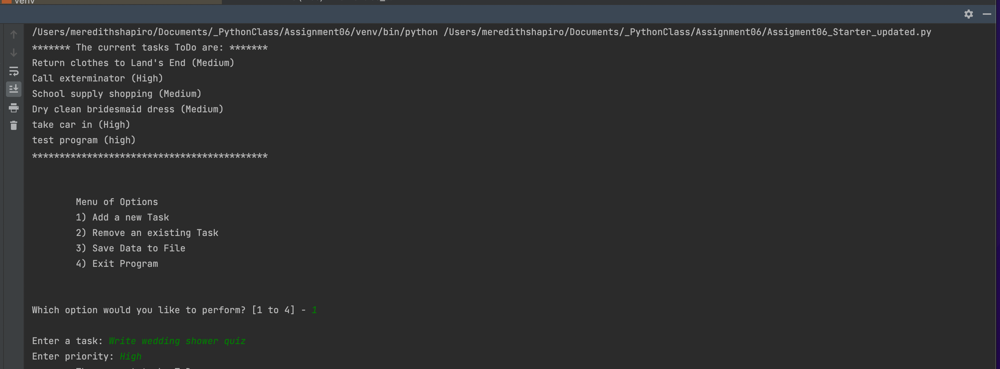 venv
/Users/meredithshapiro/Documents/_PythonClass/Assignment06/venv/bin/python /Users/meredithshapiro/Documents/_PythonClass/Assignment06/Assigment06_Starter_updated.py
******* The current tasks ToDo are: *******
Return clothes to Land's End (Medium)
Call exterminator (High)
School supply shopping (Medium)
Dry clean bridesmaid dress (Medium)
take car in (High)
test program (high)
*******************************************
Menu of Options
1) Add a new Task
2) Remove an existing Task
3) Save Data to File
4) Exit Program
Which option would you like to perform? [1 to 4] - 1
Enter a task: Write wedding shower quiz
Enter priority: High